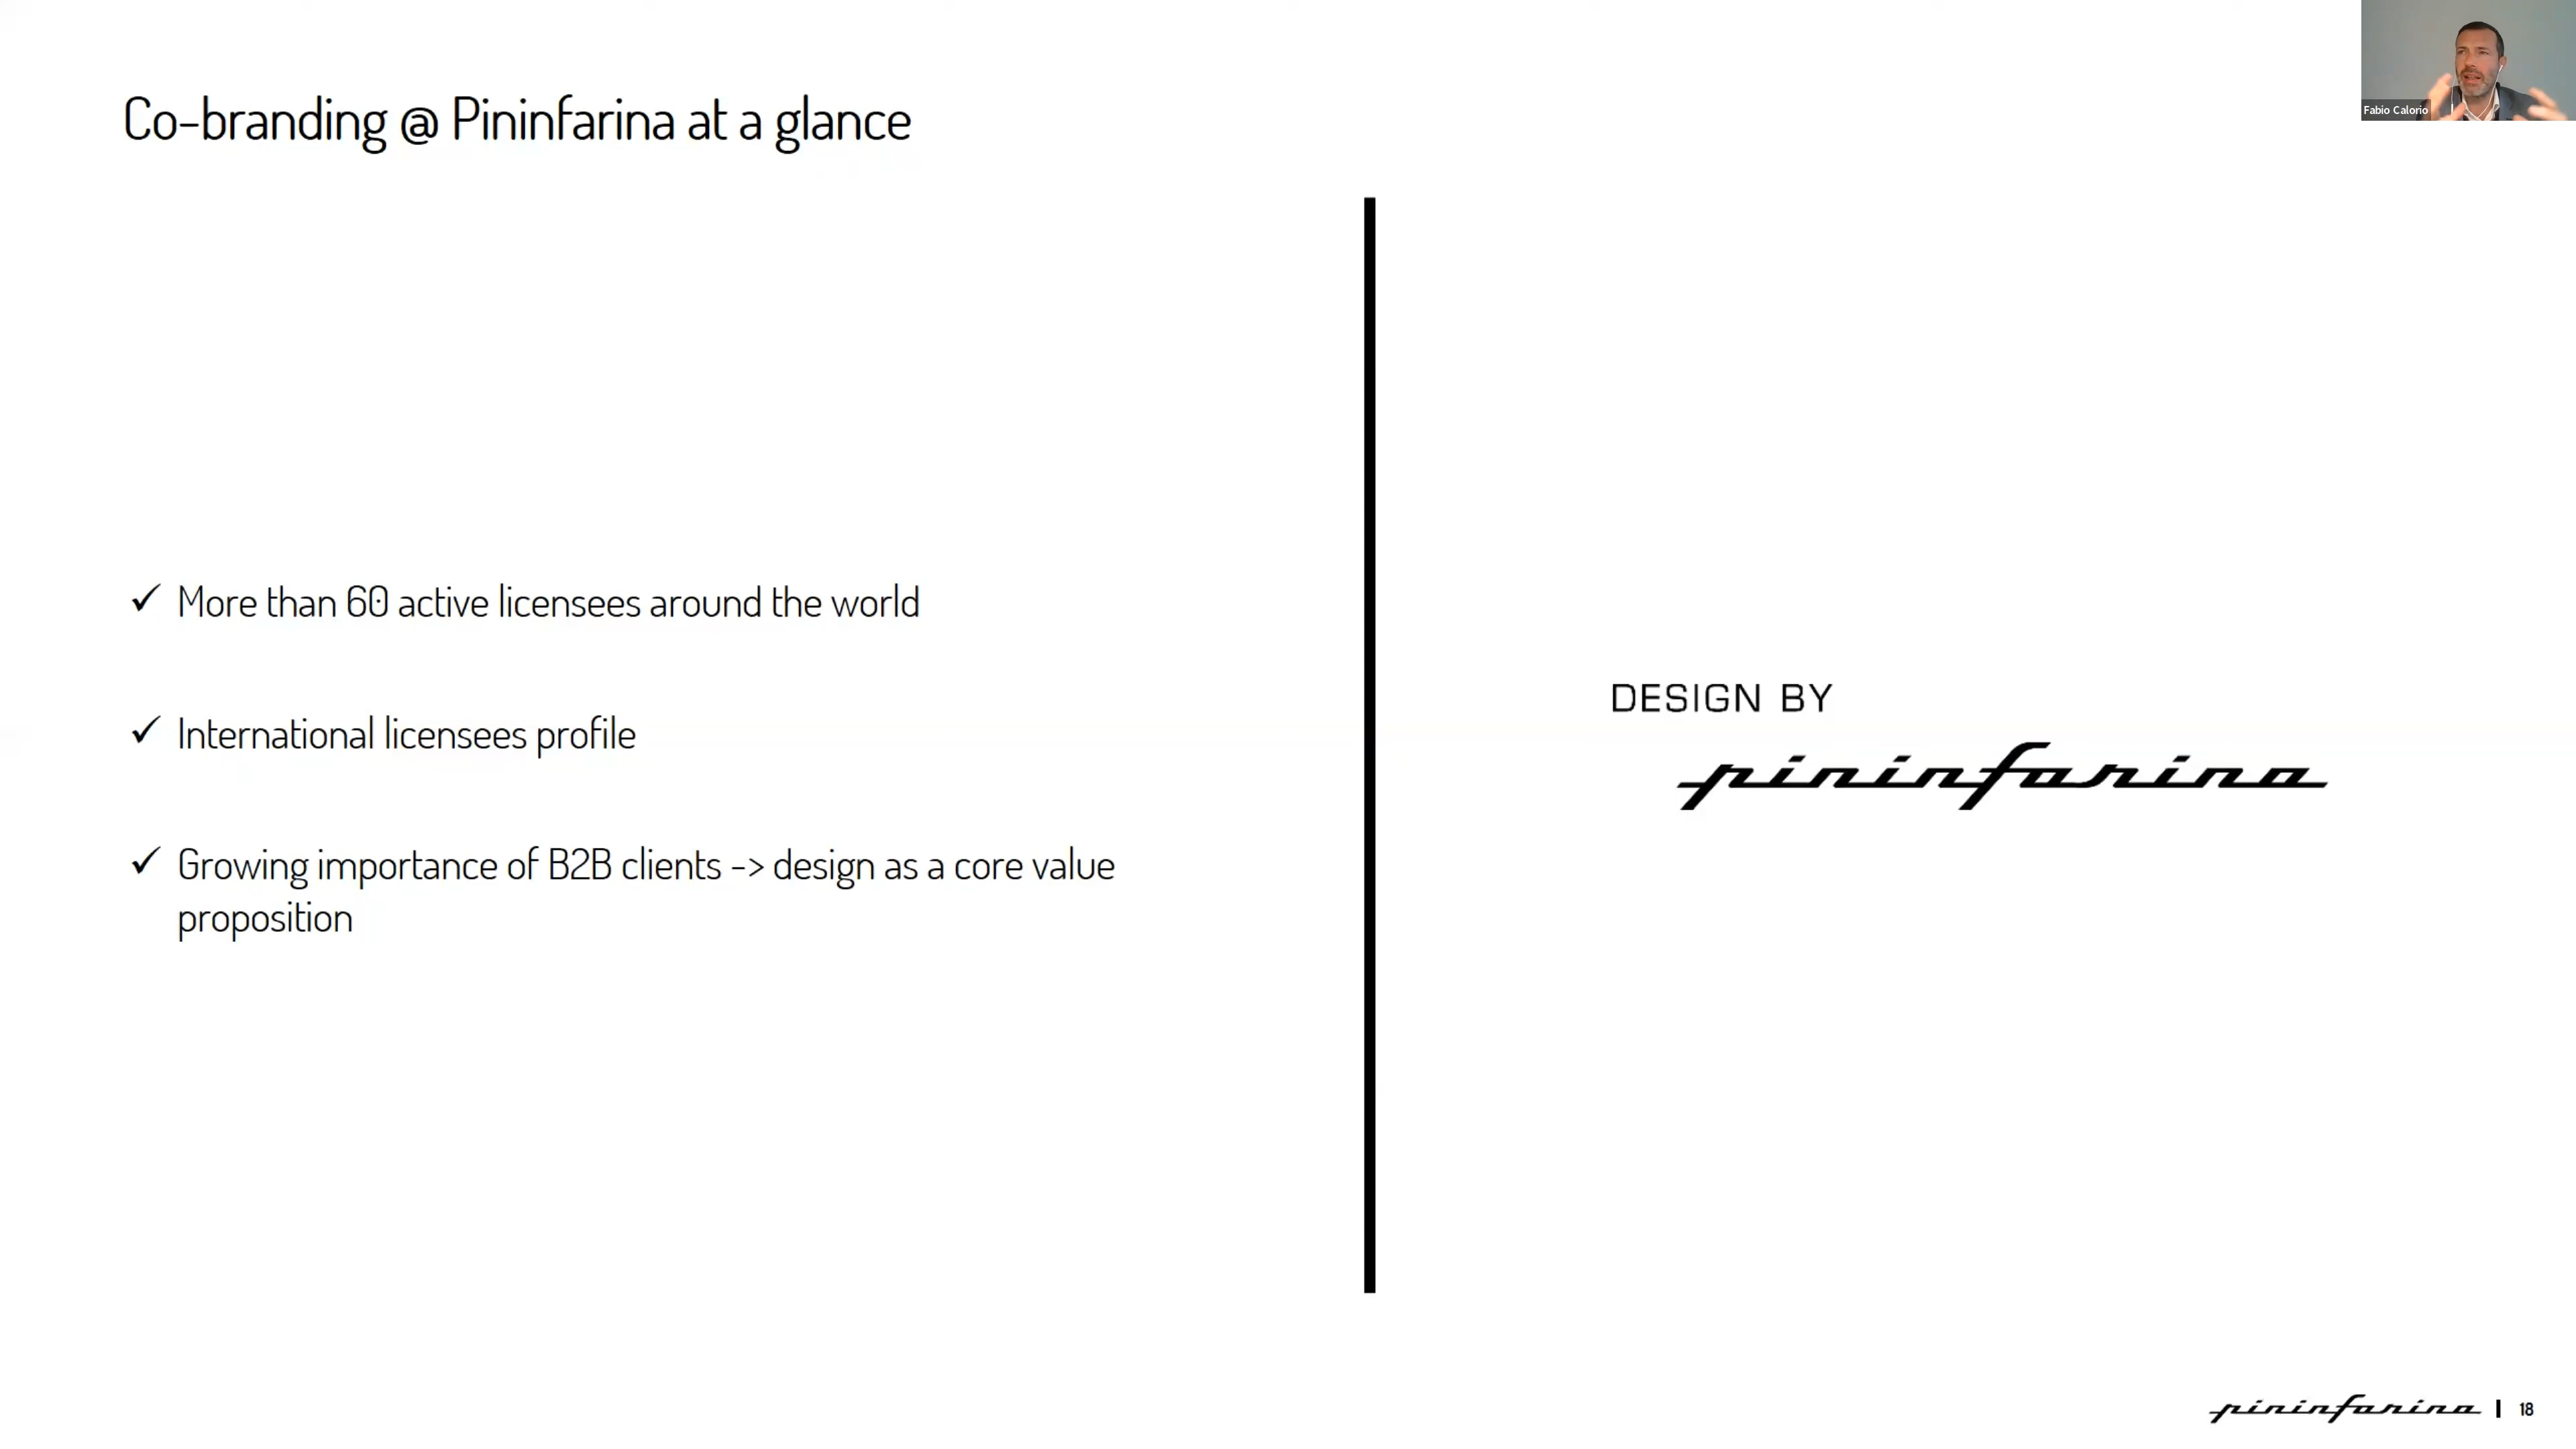 Co-branding @ Pininfarina at a glance
Fabio Calorio
✓ More than 60 active licensees around the world
✓ International licensees profile
✓ Growing importance of B2B clients -> design as a core value
proposition
DESIGN BY
pininfarina
pininfarina | 18